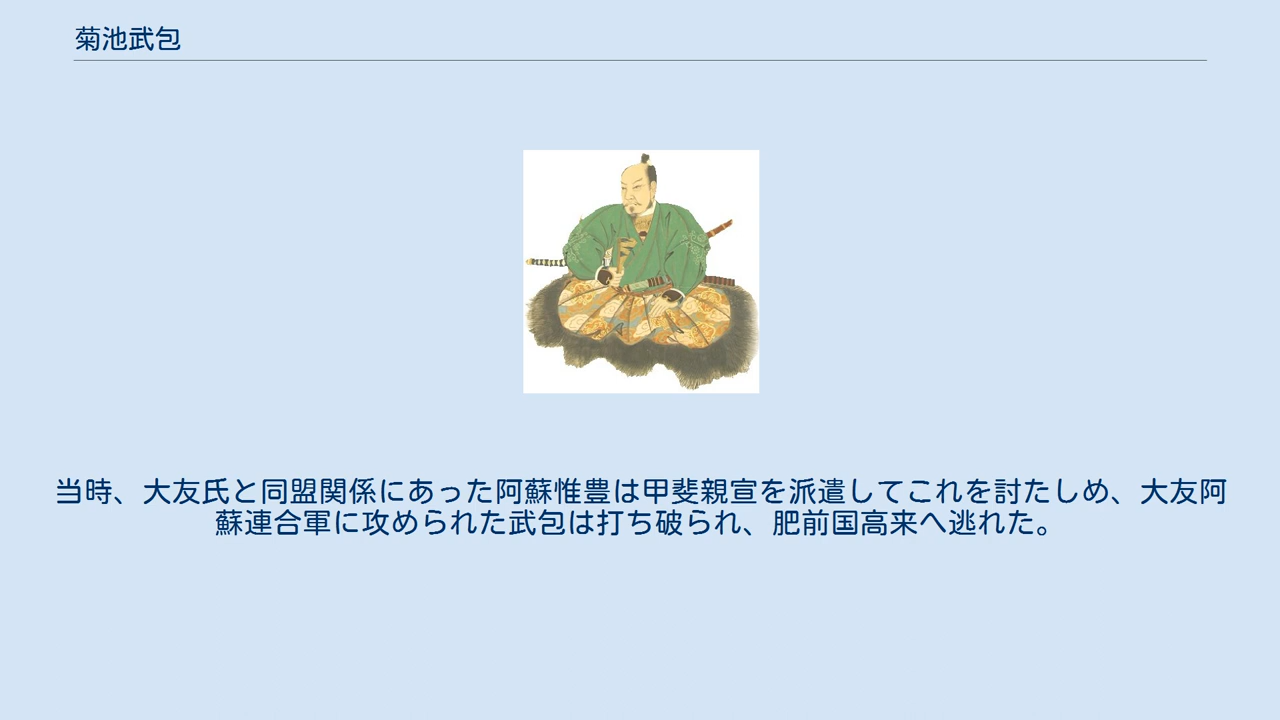 菊池武包
当時、大友氏と同盟関係にあった阿蘇惟豊は甲斐親宣を派遣してこれを討たしめ、大友阿
蘇連合軍に攻められた武包は打ち破られ、肥前国高来へ逃れた。